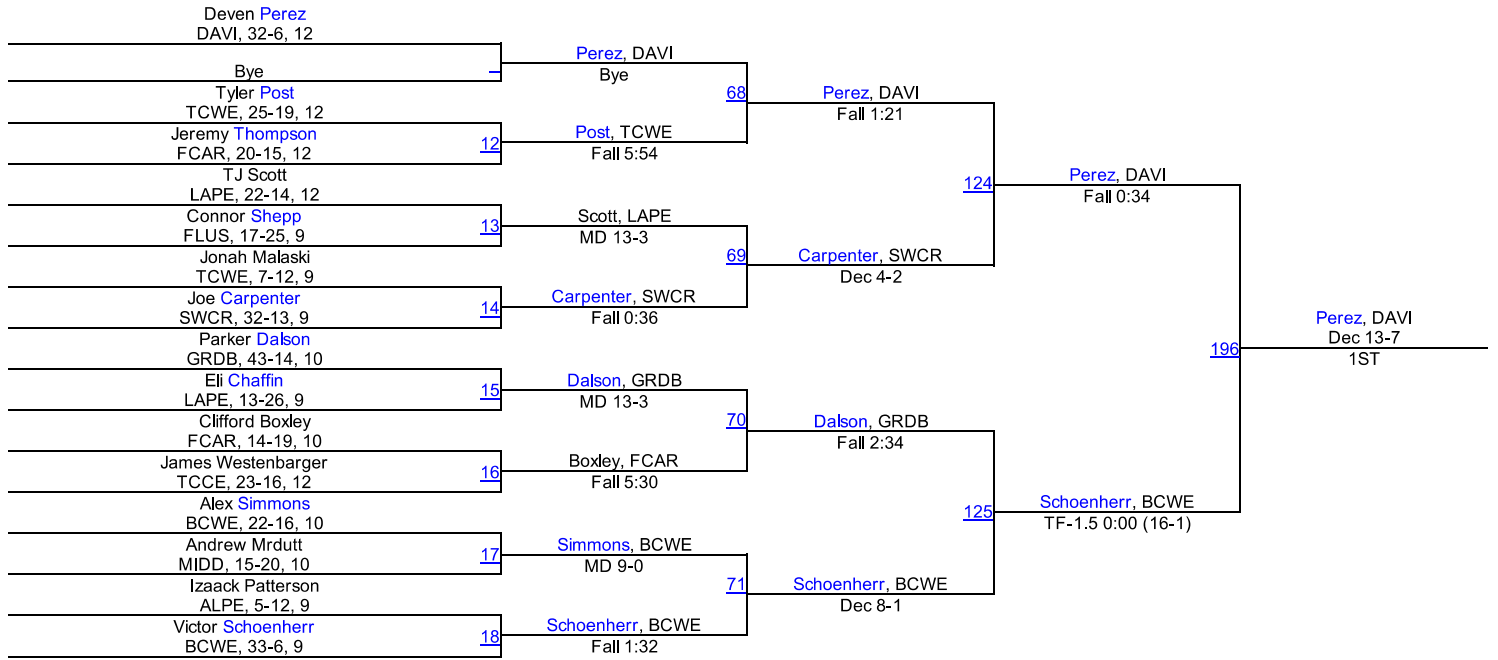 Deven Perez
DAVI, 32-6, 12
Bye
Tyler Post
TCWE, 25-19, 12
Jeremy Thompson
FCAR, 20-15, 12
TJ Scott
LAPE, 22-14, 12
Connor Shepp
FLUS, 17-25, 9
Jonah Malaski
TCWE, 7-12, 9
Joe Carpenter
SWCR, 32-13, 9
Parker Dalson
GRDB, 43-14, 10
Eli Chaffin
LAPE, 13-26, 9
Clifford Boxley
FCAR, 14-19, 10
James Westenbarger
TCCE, 23-16, 12
Alex Simmons
BCWE, 22-16, 10
Andrew Mrdutt
MIDD, 15-20, 10
Izaack Patterson
ALPE, 5-12, 9
Victor Schoenherr
BCWE, 33-6, 9
12
13
14
15
16
17
18
Perez, DAVI
Bye
Post, TCWE
Fall 5:54
Scott, LAPE
MD 13-3
Carpenter, SWCR
Fall 0:36
Dalson, GRDB
MD 13-3
Boxley, FCAR
Fall 5:30
Simmons, BCWE
MD 9-0
Schoenherr, BCWE
Fall 1:32
68
69
70
71
Perez, DAVI
Fall 1:21
Carpenter, SWCR
Dec 4-2
Dalson, GRDB
Fall 2:34
Schoenherr, BCWE
Dec 8-1
124
125
Perez, DAVI
Fall 0:34
Schoenherr, BCWE
TF-1.5 0:00 (16-1)
196
Perez, DAVI
Dec 13-7
1ST